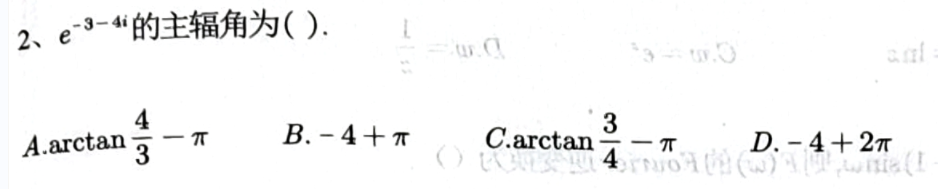 2、e^{-3-4i}的主辐角为( ).
A.arctan 4/3 − π B. −4+π C.arctan 3/4 − π D. −4+2π